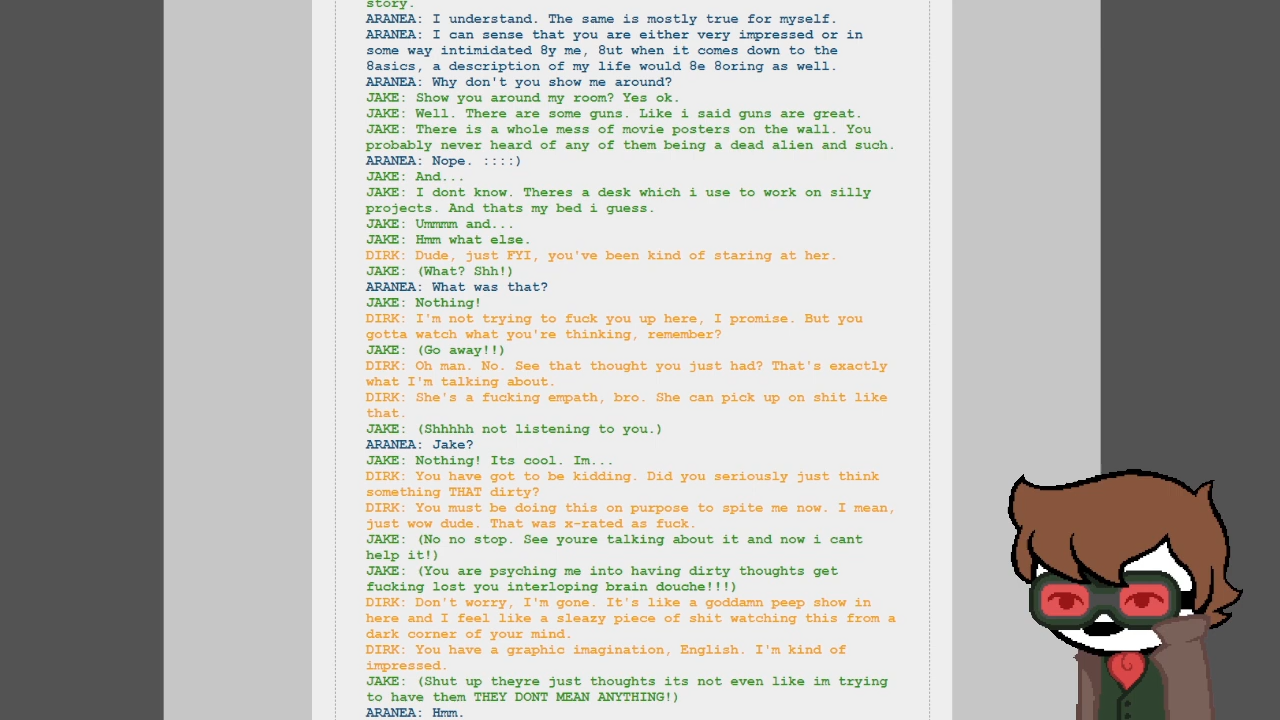 story.
ARANEA: I understand. The same is mostly true for myself.
ARANEA: I can sense that you are either very impressed or in
some way intimidated 8y me, 8ut when it comes down to the
8asics, a description of my life would 8e 8oring as well.
ARANEA: Why don't you show me around?
JAKE: Show you around my room? Yes ok.
JAKE: Well. There are some guns. Like i said guns are great.
JAKE: There is a whole mess of movie posters on the wall. You
probably never heard of any of them being a dead alien and such.
ARANEA: Nope. ::::)
JAKE: And...
JAKE: I dont know. Theres a desk which i use to work on silly
projects. And thats my bed i guess.
JAKE: Ummmm and...
JAKE: Hmm what else.
DIRK: Dude, just FYI, you've been kind of staring at her.
JAKE: (What? Shh!)
ARANEA: What was that?
JAKE: Nothing!
DIRK: I'm not trying to fuck you up here, I promise. But you
gotta watch what you're thinking, remember?
JAKE: (Go away!!)
DIRK: Oh man. No. See that thought you just had? That's exactly
what I'm talking about.
DIRK: She's a fucking empath, bro. She can pick up on shit like
that.
JAKE: (Shhhhh not listening to you.)
ARANEA: Jake?
JAKE: Nothing! Its cool. Im...
DIRK: You have got to be kidding. Did you seriously just think
something THAT dirty?
DIRK: You must be doing this on purpose to spite me now. I mean,
just wow dude. That was x-rated as fuck.
JAKE: (No no stop. See youre talking about it and now i cant
help it!)
JAKE: (You are psyching me into having dirty thoughts get
fucking lost you interloping brain douche!!!)
DIRK: Don't worry, I'm gone. It's like a goddamn peep show in
here and I feel like a sleazy piece of shit watching this from a
dark corner of your mind.
DIRK: You have a graphic imagination, English. I'm kind of
impressed.
JAKE: (Shut up theyre just thoughts its not even like im trying
to have them THEY DONT MEAN ANYTHING!)
ARANEA: Hmm.